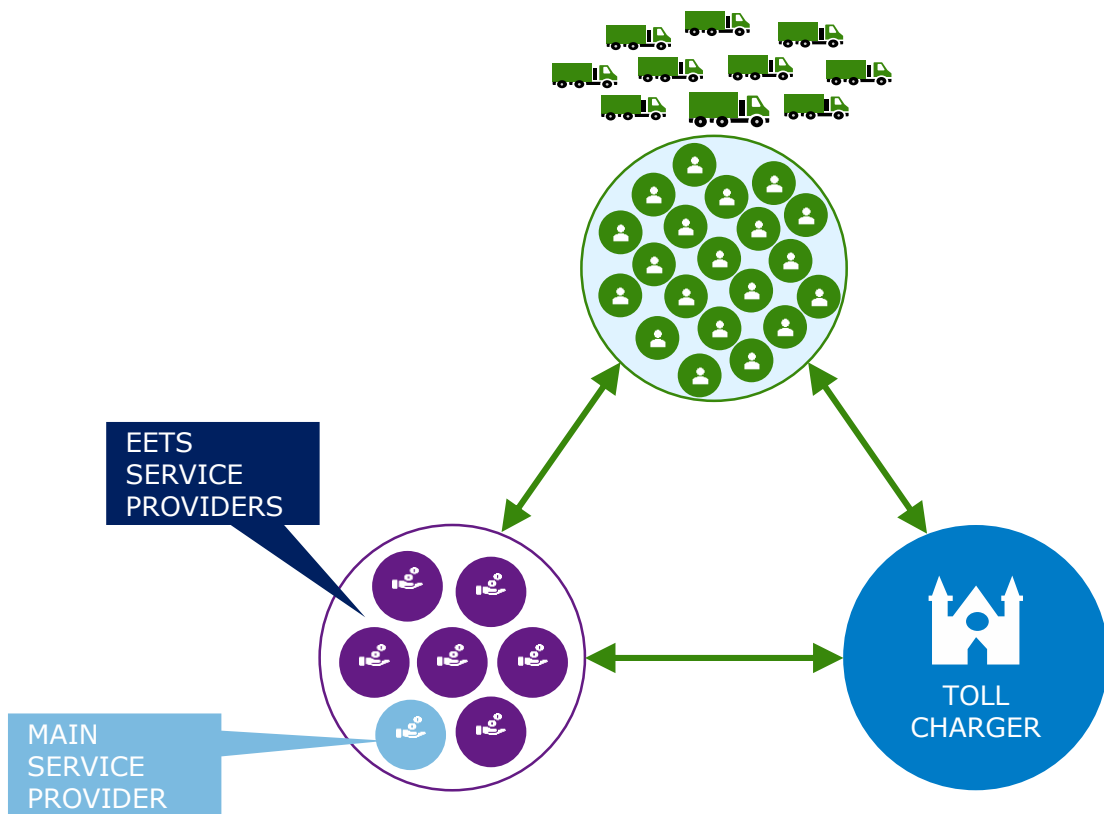 EETS
SERVICE
PROVIDERS
MAIN
SERVICE
PROVIDER
TOLL
CHARGER